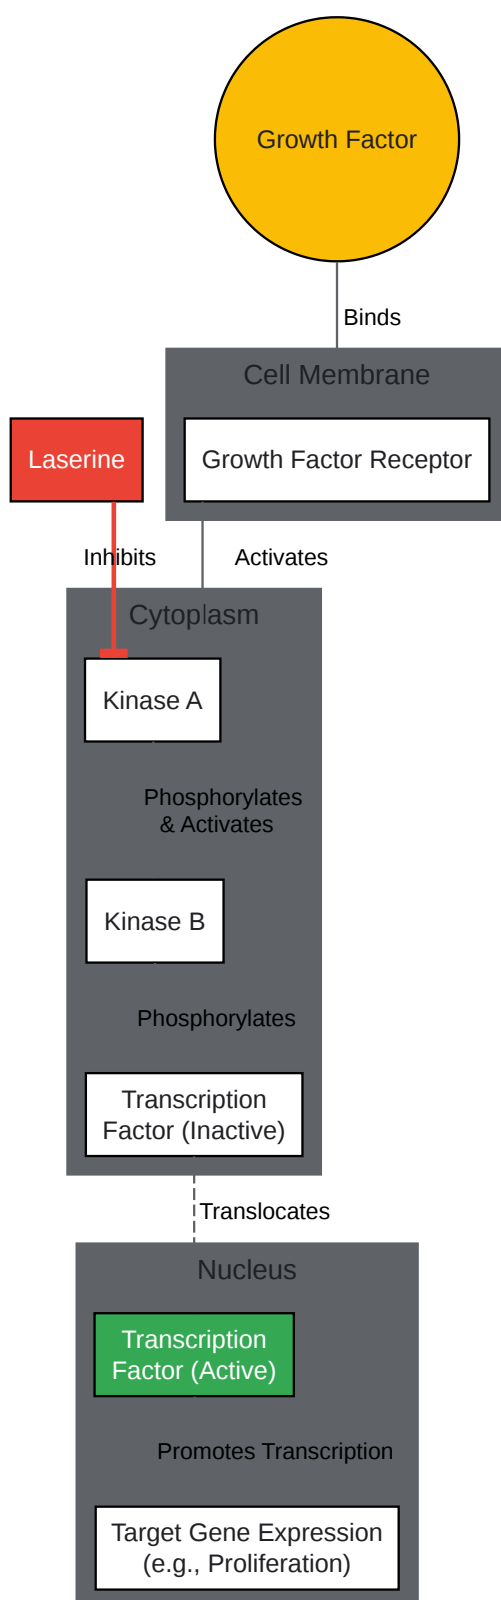 Growth Factor
Binds
Cell Membrane
Laserine
Growth Factor Receptor
Inhibits
Activates
Cytoplasm
Kinase A
Phosphorylates
& Activates
Kinase B
Phosphorylates
Transcription
Factor (Inactive)
Translocates
Nucleus
Transcription
Factor (Active)
Promotes Transcription
Target Gene Expression
(e.g., Proliferation)